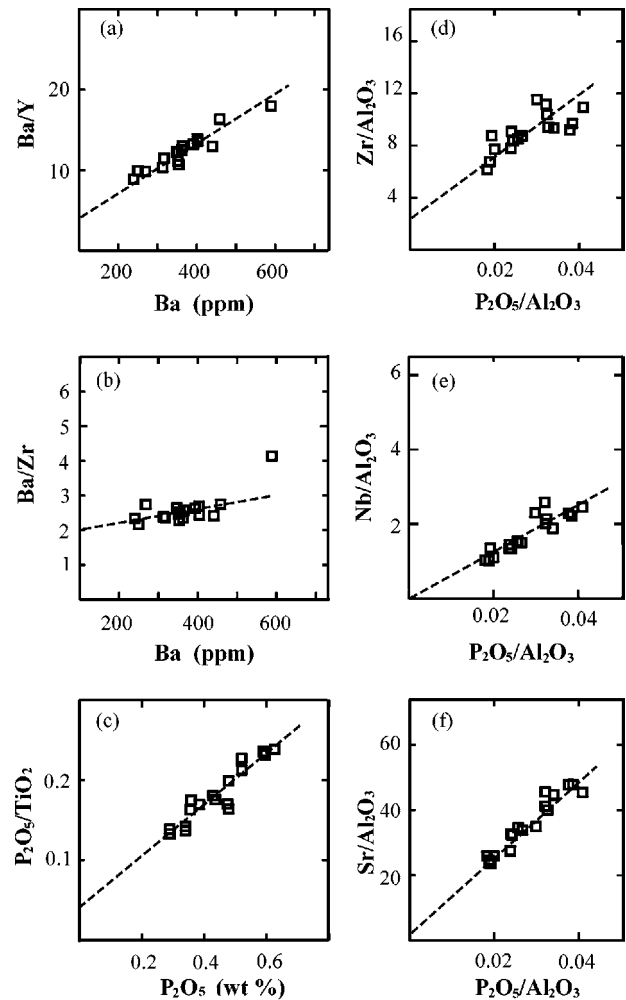 (a)
Ba/Y
20
10
200 400 600
Ba (ppm)
(d)
Zr/Al₂O₃
16
12
8
4
0.02 0.04
P₂O₅/Al₂O₃
(b)
Ba/Zr
6
5
4
3
2
1
200 400 600
Ba (ppm)
(e)
Nb/Al₂O₃
6
4
2
0.02 0.04
P₂O₅/Al₂O₃
(c)
P₂O₅/TiO₂
0.2
0.1
0.2 0.4 0.6
P₂O₅ (wt %)
(f)
Sr/Al₂O₃
60
40
20
0.02 0.04
P₂O₅/Al₂O₃